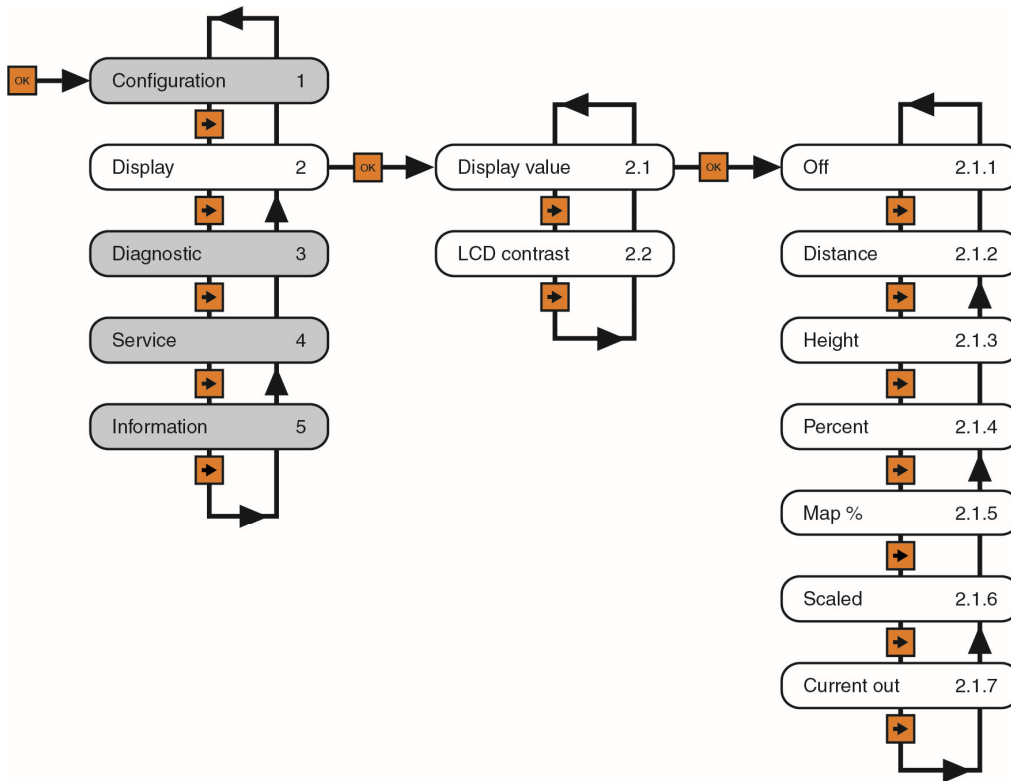 OK
Configuration 1
Display 2
OK
Display value 2.1
OK
Off 2.1.1
LCD contrast 2.2
Distance 2.1.2
Diagnostic 3
Height 2.1.3
Service 4
Percent 2.1.4
Information 5
Map % 2.1.5
Scaled 2.1.6
Current out 2.1.7